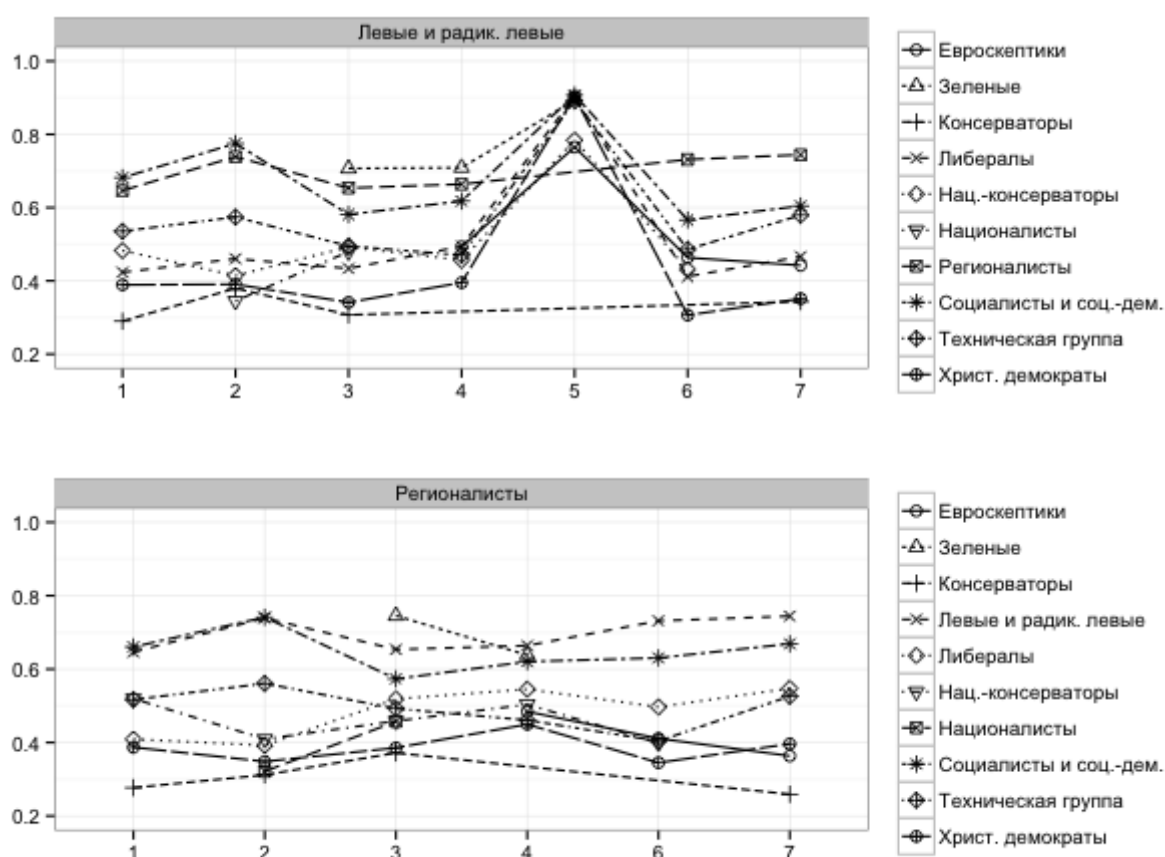 Левые и радик. левые
1.0
0.8
0.6
0.4
0.2
1 2 3 4 5 6 7
Евроскептики
Зеленые
Консерваторы
Либералы
Нац.-консерваторы
Националисты
Регионалисты
Социалисты и соц.-дем.
Техническая группа
Христ. демократы
Регионалисты
1.0
0.8
0.6
0.4
0.2
1 2 3 4 5 6 7
Евроскептики
Зеленые
Консерваторы
Левые и радик. левые
Либералы
Нац.-консерваторы
Националисты
Социалисты и соц.-дем.
Техническая группа
Христ. демократы